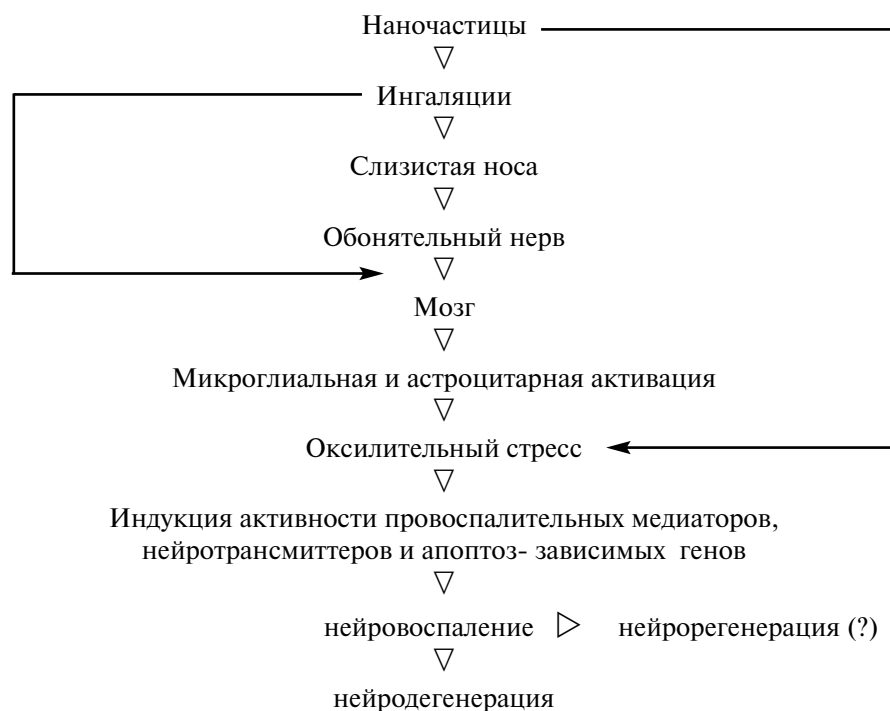 Наночастицы
Ингаляции
Слизистая носа
Обонятельный нерв
Мозг
Микроглиальная и астроцитарная активация
Оксилительный стресс
Индукция активности провоспалительных медиаторов,
нейротрансмиттеров и апоптоз- зависимых генов
нейровоспаление нейрорегенерация (?)
нейродегенерация